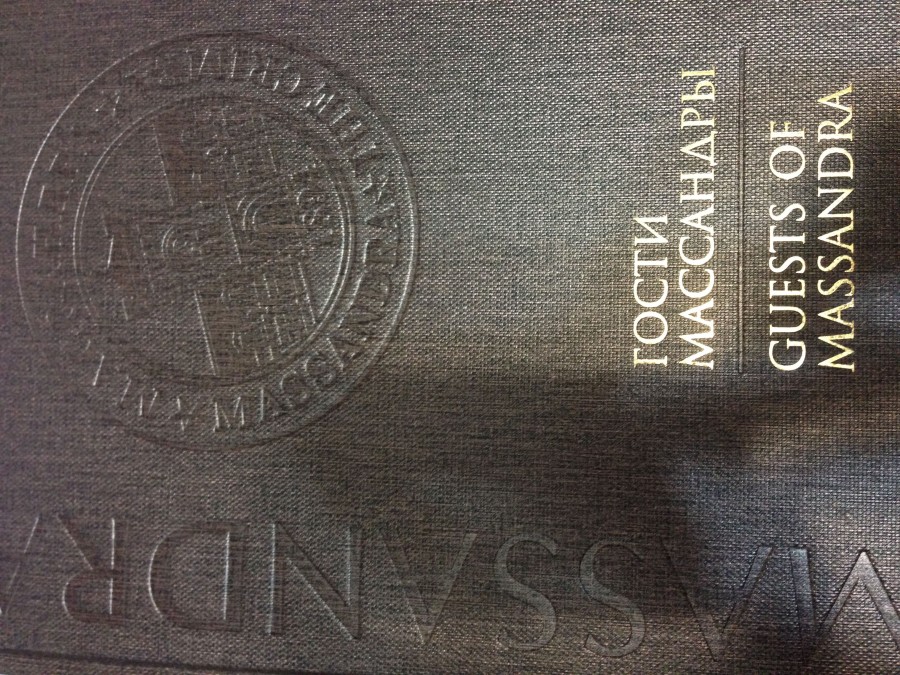 ГОСТИ
МАССАНДРЫ
GUESTS OF
MASSANDRA
MASSANDRA